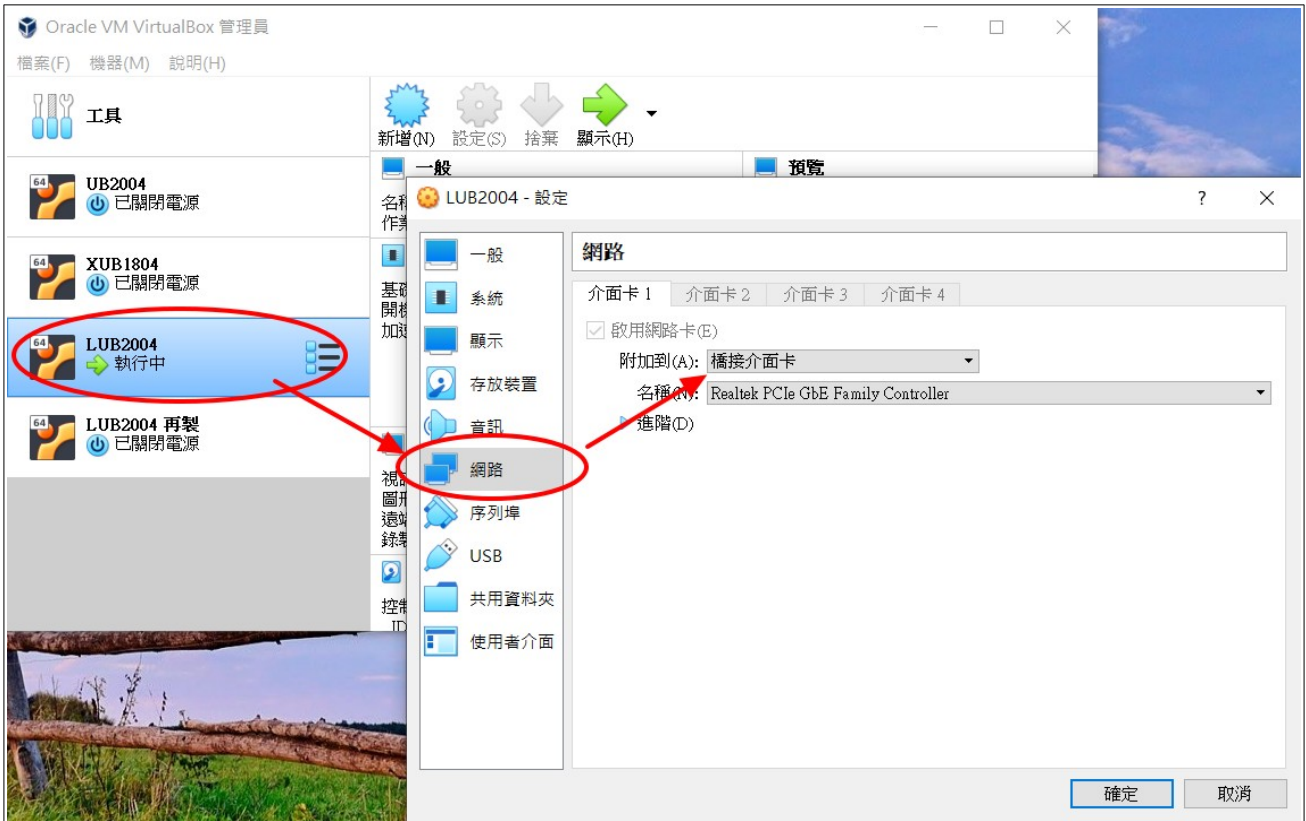 Oracle VM VirtualBox 管理員
檔案(F) 機器(M) 說明(H)
工具
新增(N) 設定(S) 捨棄 顯示(H)
64 UB2004
已關閉電源
64 XUB1804
已關閉電源
64 LUB2004
執行中
64 LUB2004 再製
已關閉電源
一般 預覽
LUB2004 - 設定 ?
一般
系統
顯示
存放裝置
音訊
網路
序列埠
USB
共用資料夾
使用者介面
網路
介面卡 1 介面卡 2 介面卡 3 介面卡 4
啟用網路卡(E)
附加到(A): 橋接介面卡
名稱(N): Realtek PCIe GbE Family Controller
進階(D)
確定 取消